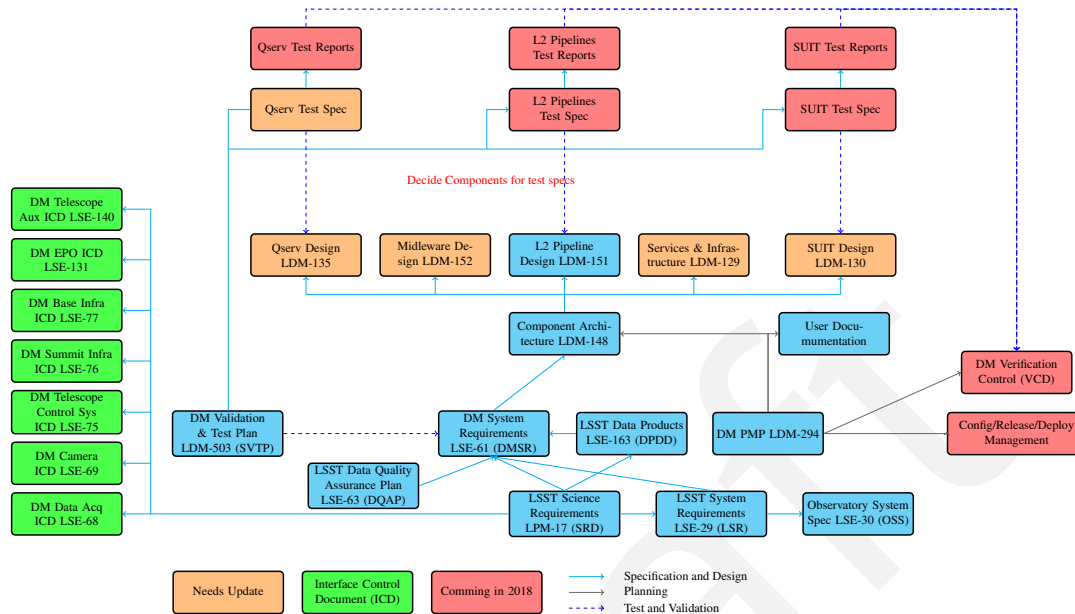 Qserv Test Reports
L2 Pipelines
Test Reports
SUIT Test Reports
Qserv Test Spec
L2 Pipelines
Test Spec
SUIT Test Spec
Decide Components for test specs
DM Telescope
Aux ICD LSE-140
DM EPO ICD
LSE-131
DM Base Infra
ICD LSE-77
DM Summit Infra
ICD LSE-76
DM Telescope
Control Sys
ICD LSE-75
DM Camera
ICD LSE-69
DM Data Acq
ICD LSE-68
Qserv Design
LDM-135
Midleware De-
sign LDM-152
L2 Pipeline
Design LDM-151
Services & Infras-
tructure LDM-129
SUIT Design
LDM-130
Component Archi-
tecture LDM-148
User Docu-
mumentation
DM Verification
Control (VCD)
DM Validation
& Test Plan
LDM-503 (SVTP)
DM System
Requirements
LSE-61 (DMSR)
LSST Data Products
LSE-163 (DPDD)
DM PMP LDM-294
Config/Release/Deploy
Management
LSST Data Quality
Assurance Plan
LSE-63 (DQAP)
LSST Science
Requirements
LPM-17 (SRD)
LSST System
Requirements
LSE-29 (LSR)
Observatory System
Spec LSE-30 (OSS)
Needs Update
Interface Control
Document (ICD)
Comming in 2018
Specification and Design
Planning
Test and Validation